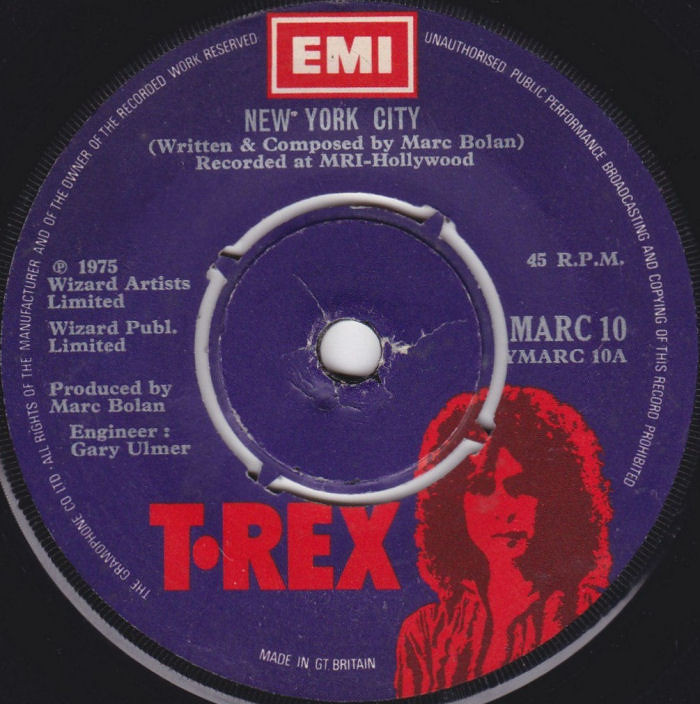 EMI
THE GRAMOPHONE CO LTD·ALL RIGHTS OF THE MANUFACTURER AND OF THE OWNER OF THE RECORDED WORK RESERVED
UNAUTHORISED PUBLIC PERFORMANCE BROADCASTING AND COPYING OF THIS RECORD PROHIBITED
NEW YORK CITY
(Written & Composed by Marc Bolan)
Recorded at MRI-Hollywood
℗ 1975
Wizard Artists
Limited
45 R.P.M.
Wizard Publ.
Limited
MARC 10
YMARC 10A
Produced by
Marc Bolan
Engineer :
Gary Ulmer
T·REX
MADE IN GT. BRITAIN